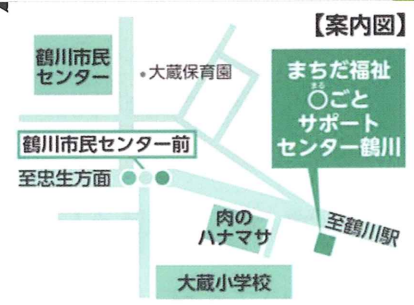 【案内図】
鶴川市民
センター
大蔵保育園
まちだ福祉
まる
〇ごと
サポート
センター鶴川
鶴川市民センター前
至忠生方面
肉の
ハナマサ
至鶴川駅
大蔵小学校